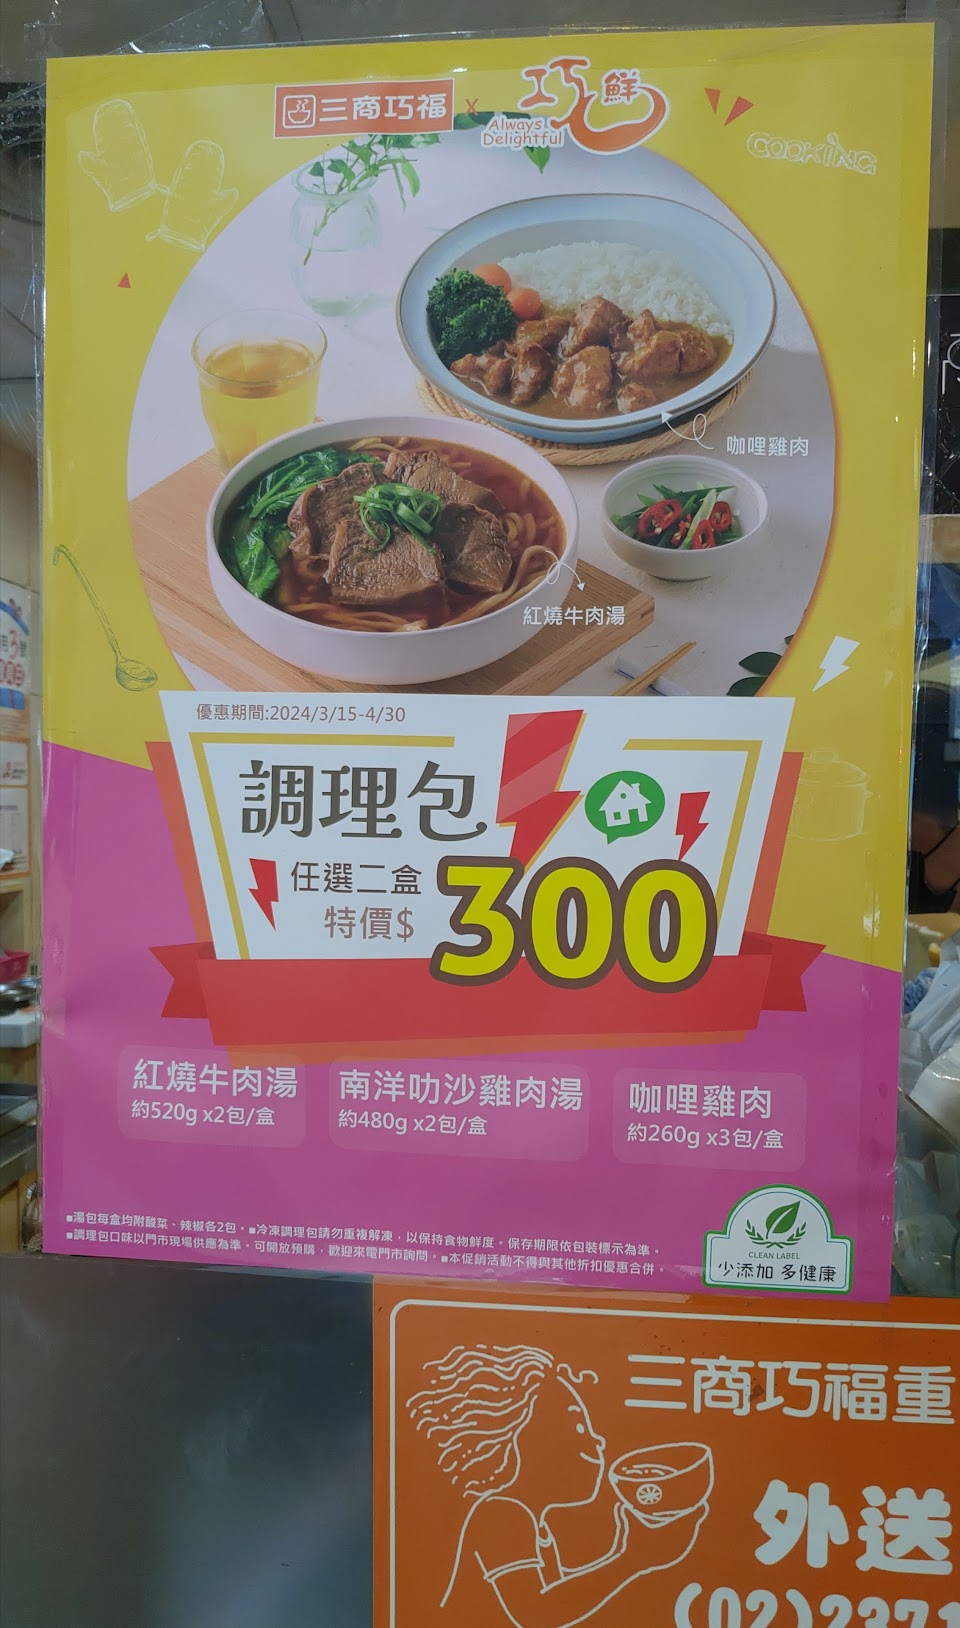 三商巧福 x 巧鮮
Always
Delightful
COOKING
咖哩雞肉
紅燒牛肉湯
優惠期間:2024/3/15-4/30
調理包
任選二盒
特價$ 300
紅燒牛肉湯
約520g x2包/盒
南洋叻沙雞肉湯
約480g x2包/盒
咖哩雞肉
約260g x3包/盒
■湯包每盒均附酸菜、辣椒各2包。■冷凍調理包請勿重複解凍，以保持食物鮮度。保存期限依包裝標示為準。
■調理包口味以門市現場供應為準。可開放預購，歡迎來電門市詢問。■本促銷活動不得與其他折扣優惠合併。
CLEAN LABEL
少添加 多健康
三商巧福重
外送
(02)2371